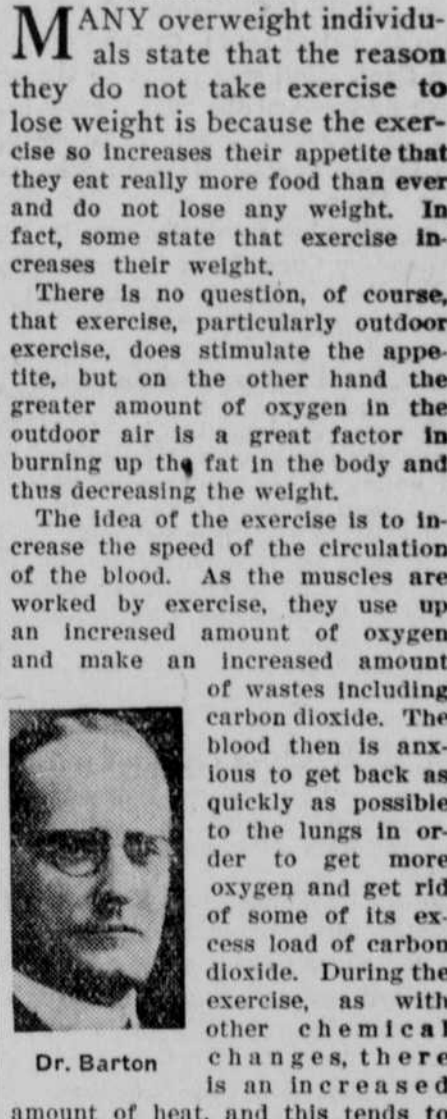 MANY overweight individu-
als state that the reason
they do not take exercise to
lose weight is because the exer-
cise so increases their appetite that
they eat really more food than ever
and do not lose any weight. In
fact, some state that exercise in-
creases their weight.
There is no question, of course,
that exercise, particularly outdoor
exercise, does stimulate the appe-
tite, but on the other hand the
greater amount of oxygen in the
outdoor air is a great factor in
burning up the fat in the body and
thus decreasing the weight.
The idea of the exercise is to in-
crease the speed of the circulation
of the blood. As the muscles are
worked by exercise, they use up
an increased amount of oxygen
and make an increased amount
of wastes including
carbon dioxide. The
blood then is anx-
ious to get back as
quickly as possible
to the lungs in or-
der to get more
oxygen and get rid
of some of its ex-
cess load of carbon
dioxide. During the
exercise, as with
other chemical
changes, there
is an increased
amount of heat, and this tends to
Dr. Barton